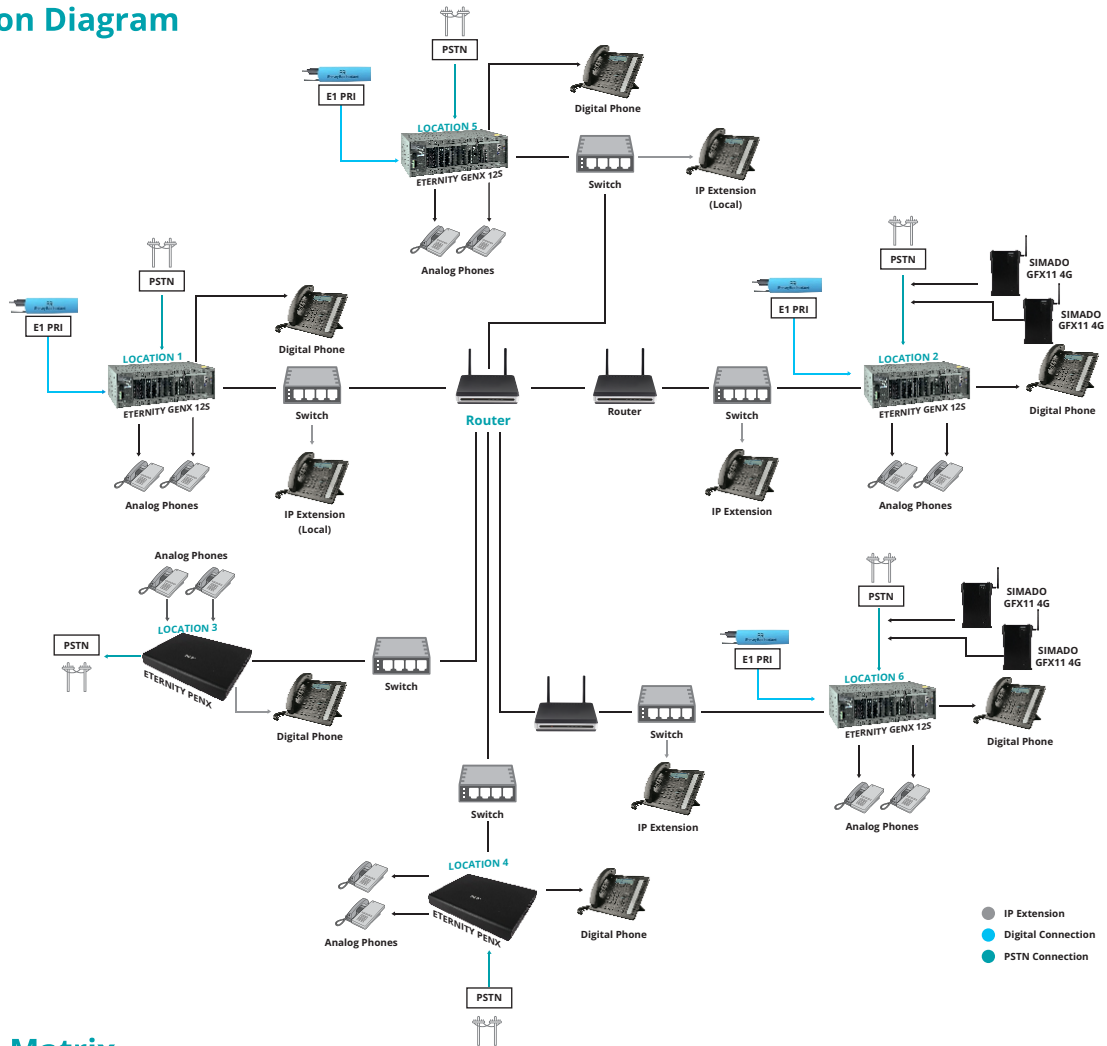 on Diagram
PSTN
E1 PRI
LOCATION 5
ETERNITY GENX 12S
Digital Phone
Switch
IP Extension
(Local)
Analog Phones
PSTN
E1 PRI
LOCATION 1
ETERNITY GENX 12S
Digital Phone
Switch
Analog Phones
IP Extension
(Local)
Router
Router
PSTN
SIMADO
GFX11 4G
SIMADO
GFX11 4G
E1 PRI
LOCATION 2
ETERNITY GENX 12S
Switch
Digital Phone
IP Extension
Analog Phones
Analog Phones
LOCATION 3
PSTN
ETERNITY PENX
Switch
Digital Phone
PSTN
SIMADO
GFX11 4G
SIMADO
GFX11 4G
E1 PRI
LOCATION 6
ETERNITY GENX 12S
Switch
Digital Phone
IP Extension
Analog Phones
Switch
LOCATION 4
ETERNITY PENX
Analog Phones
Digital Phone
PSTN
IP Extension
Digital Connection
PSTN Connection
Matrix